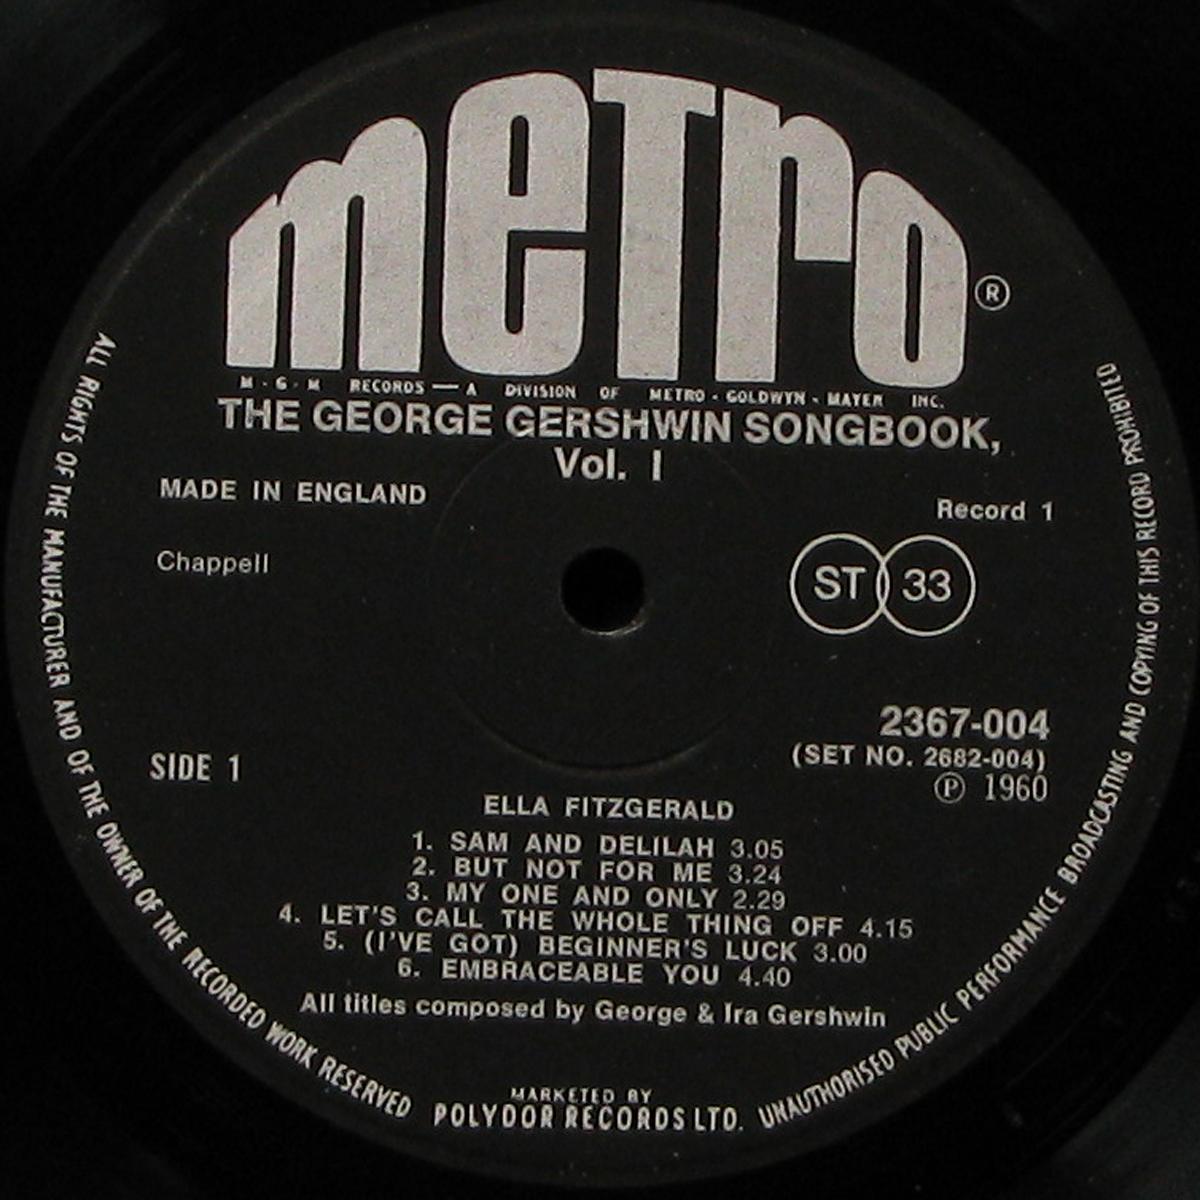 meTro
®
M-G-M RECORDS — A DIVISION OF METRO-GOLDWYN-MAYER INC.
THE GEORGE GERSHWIN SONGBOOK,
Vol. I
MADE IN ENGLAND
Record 1
Chappell
ST 33
2367-004
(SET NO. 2682-004)
SIDE 1
℗ 1960
ELLA FITZGERALD
1. SAM AND DELILAH 3.05
2. BUT NOT FOR ME 3.24
3. MY ONE AND ONLY 2.29
4. LET'S CALL THE WHOLE THING OFF 4.15
5. (I'VE GOT) BEGINNER'S LUCK 3.00
6. EMBRACEABLE YOU 4.40
All titles composed by George & Ira Gershwin
MARKETED BY
POLYDOR RECORDS LTD.
ALL RIGHTS OF THE MANUFACTURER AND OF THE OWNER OF THE RECORDED WORK RESERVED
UNAUTHORISED PUBLIC PERFORMANCE BROADCASTING AND COPYING OF THIS RECORD PROHIBITED